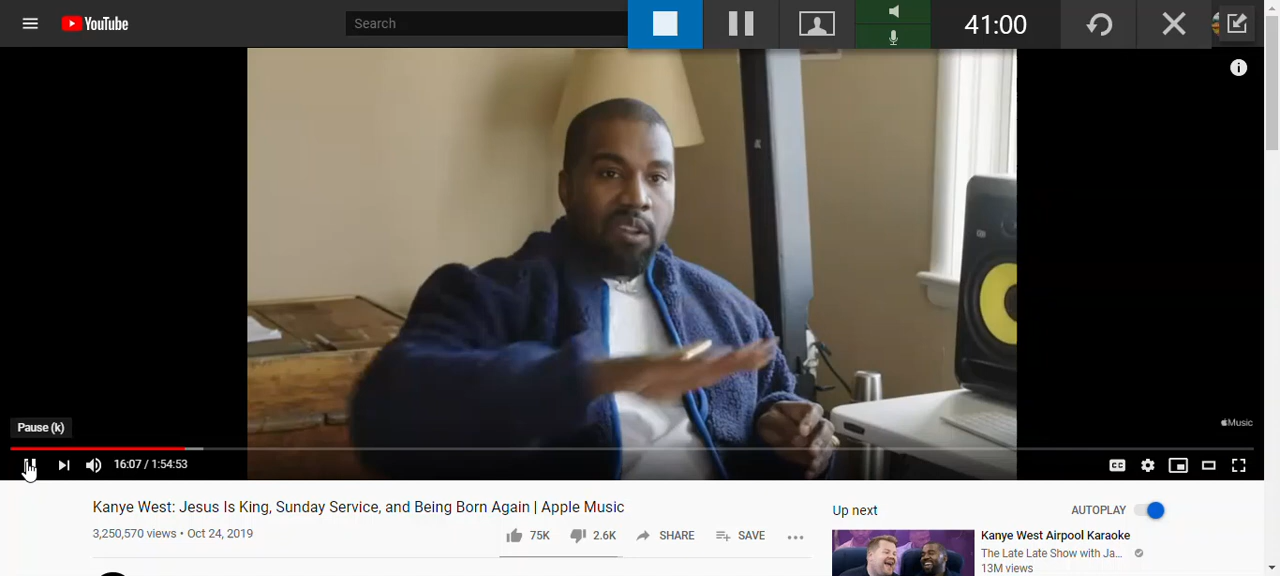 YouTube
Search
41:00
Pause (k)
Music
16:07 / 1:54:53
CC
Kanye West: Jesus Is King, Sunday Service, and Being Born Again | Apple Music
3,250,570 views • Oct 24, 2019
75K
2.6K
SHARE
SAVE
Up next
AUTOPLAY
Kanye West Airpool Karaoke
The Late Late Show with Ja...
13M views